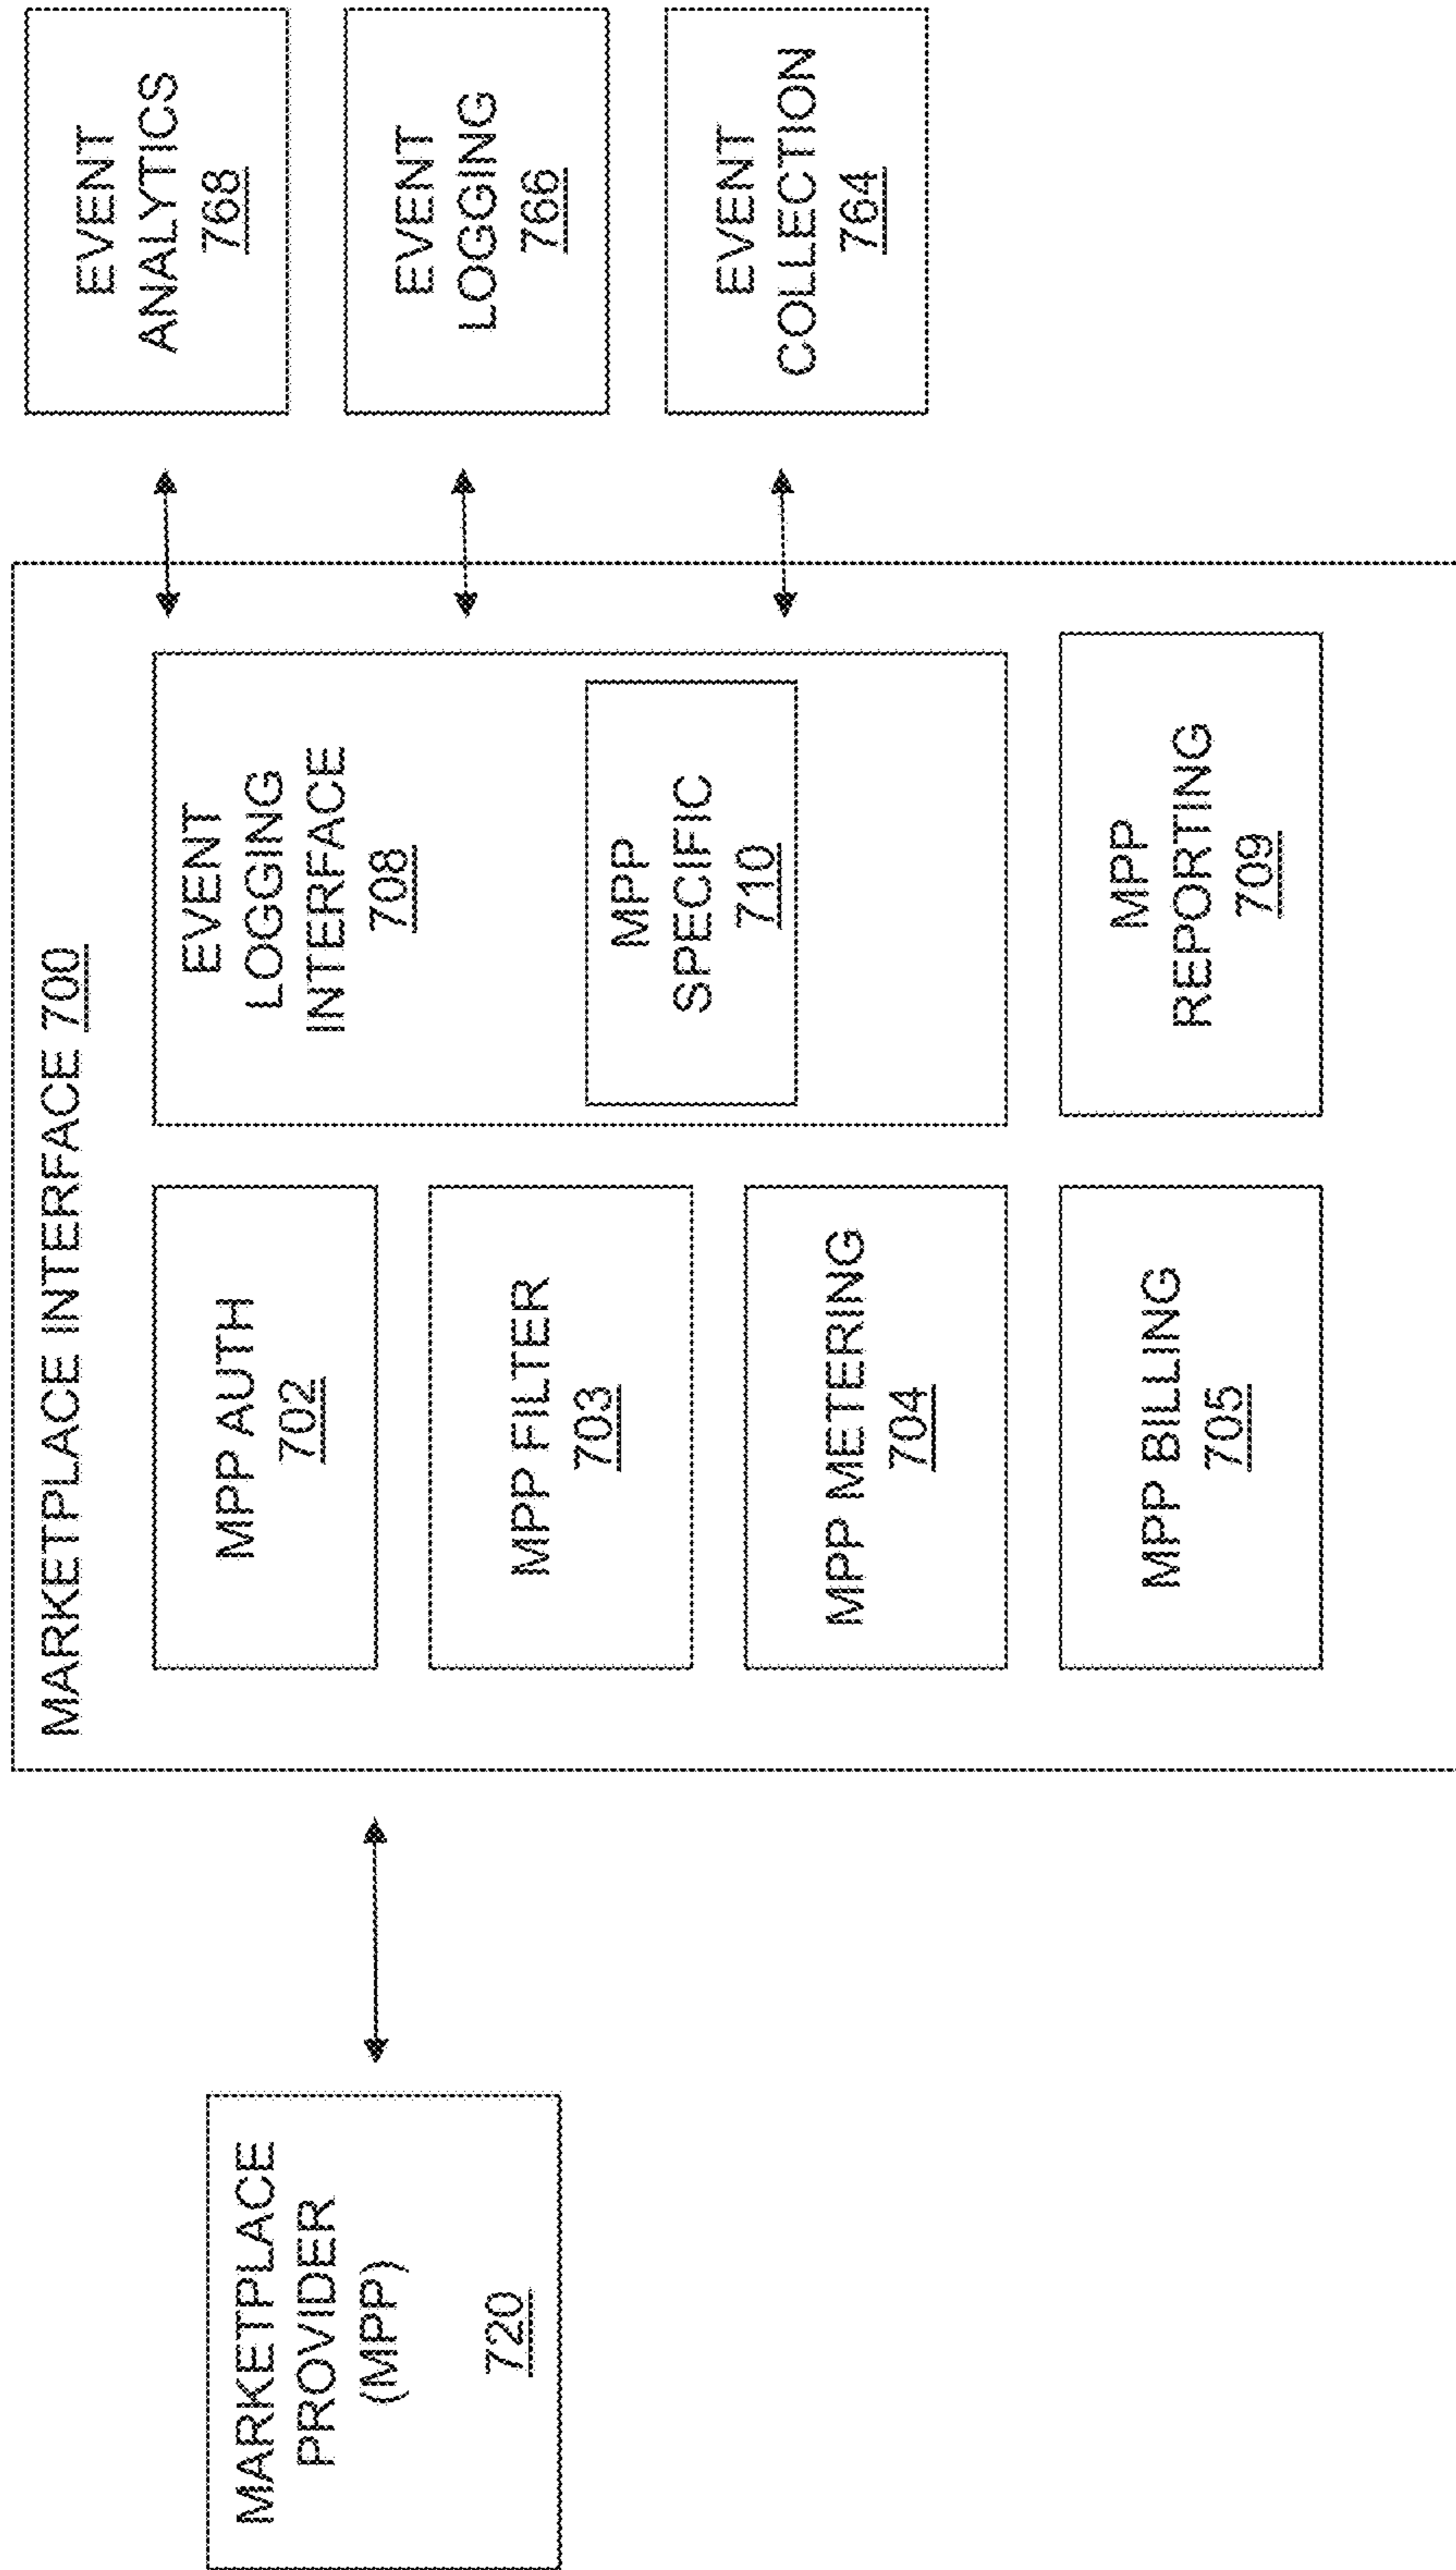 MARKETPLACE
PROVIDER
(MPP)
720
MARKETPLACE INTERFACE 700
MPP AUTH
702
MPP FILTER
703
MPP METERING
704
MPP BILLING
705
EVENT
LOGGING
INTERFACE
708
MPP
SPECIFIC
710
MPP
REPORTING
709
EVENT
ANALYTICS
768
EVENT
LOGGING
766
EVENT
COLLECTION
764